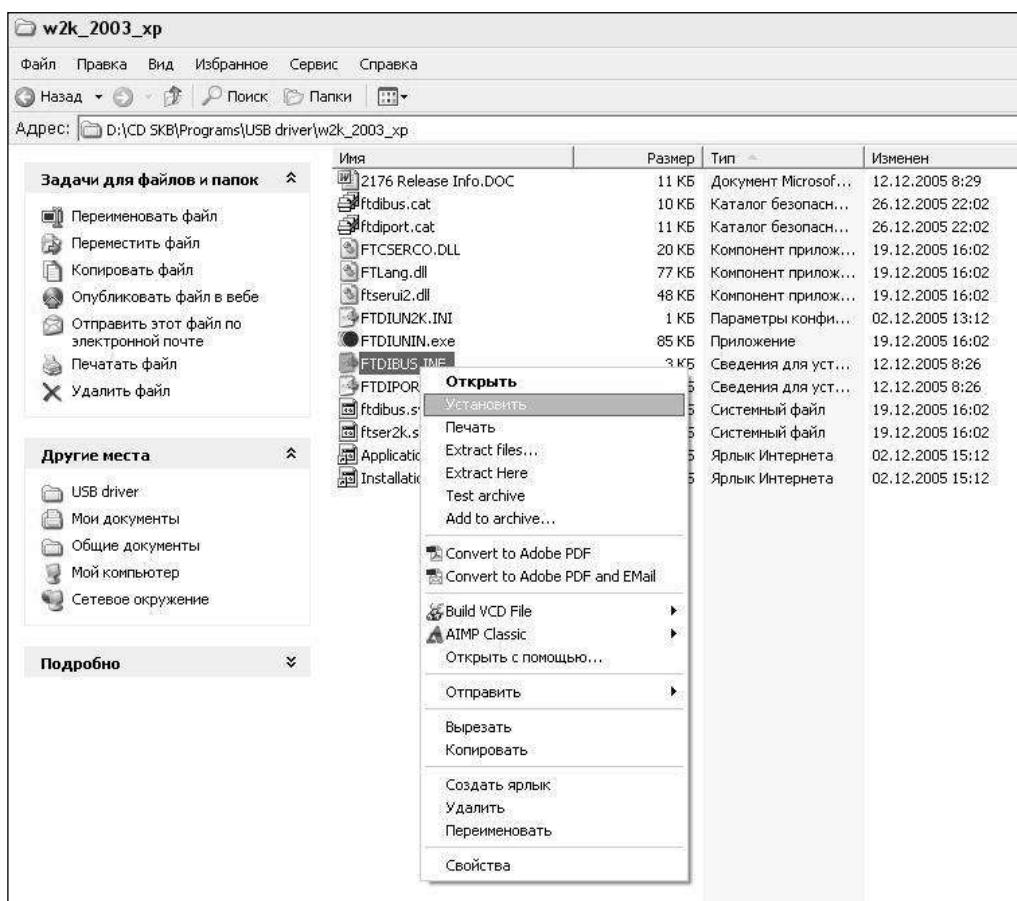 w2k_2003_xp
Файл Правка Вид Избранное Сервис Справка
Назад Поиск Папки
Адрес: D:\CD SKB\Programs\USB driver\w2k_2003_xp
Задачи для файлов и папок
Переименовать файл
Переместить файл
Копировать файл
Опубликовать файл в вебе
Отправить этот файл по
электронной почте
Печатать файл
Удалить файл
Другие места
USB driver
Мои документы
Общие документы
Мой компьютер
Сетевое окружение
Подробно
Имя Размер Тип Изменен
2176 Release Info.DOC 11 КБ Документ Microsof... 12.12.2005 8:29
ftdibus.cat 10 КБ Каталог безопасн... 26.12.2005 22:02
ftdiport.cat 11 КБ Каталог безопасн... 26.12.2005 22:02
FTCSERCO.DLL 20 КБ Компонент прилож... 19.12.2005 16:02
FTLang.dll 77 КБ Компонент прилож... 19.12.2005 16:02
ftserui2.dll 48 КБ Компонент прилож... 19.12.2005 16:02
FTDIUN2K.INI 1 КБ Параметры конфи... 02.12.2005 13:12
FTDIUNIN.exe 85 КБ Приложение 19.12.2005 16:02
FTDIBUS.INF 3 КБ Сведения для уст... 12.12.2005 8:26
FTDIPOR Б Сведения для уст... 12.12.2005 8:26
ftdibus.s Б Системный файл 19.12.2005 16:02
ftser2k.s Б Системный файл 19.12.2005 16:02
Applicatio Б Ярлык Интернета 02.12.2005 15:12
Installatio Б Ярлык Интернета 02.12.2005 15:12
Открыть
Установить
Печать
Extract files...
Extract Here
Test archive
Add to archive...
Convert to Adobe PDF
Convert to Adobe PDF and EMail
Build VCD File
AIMP Classic
Открыть с помощью...
Отправить
Вырезать
Копировать
Создать ярлык
Удалить
Переименовать
Свойства